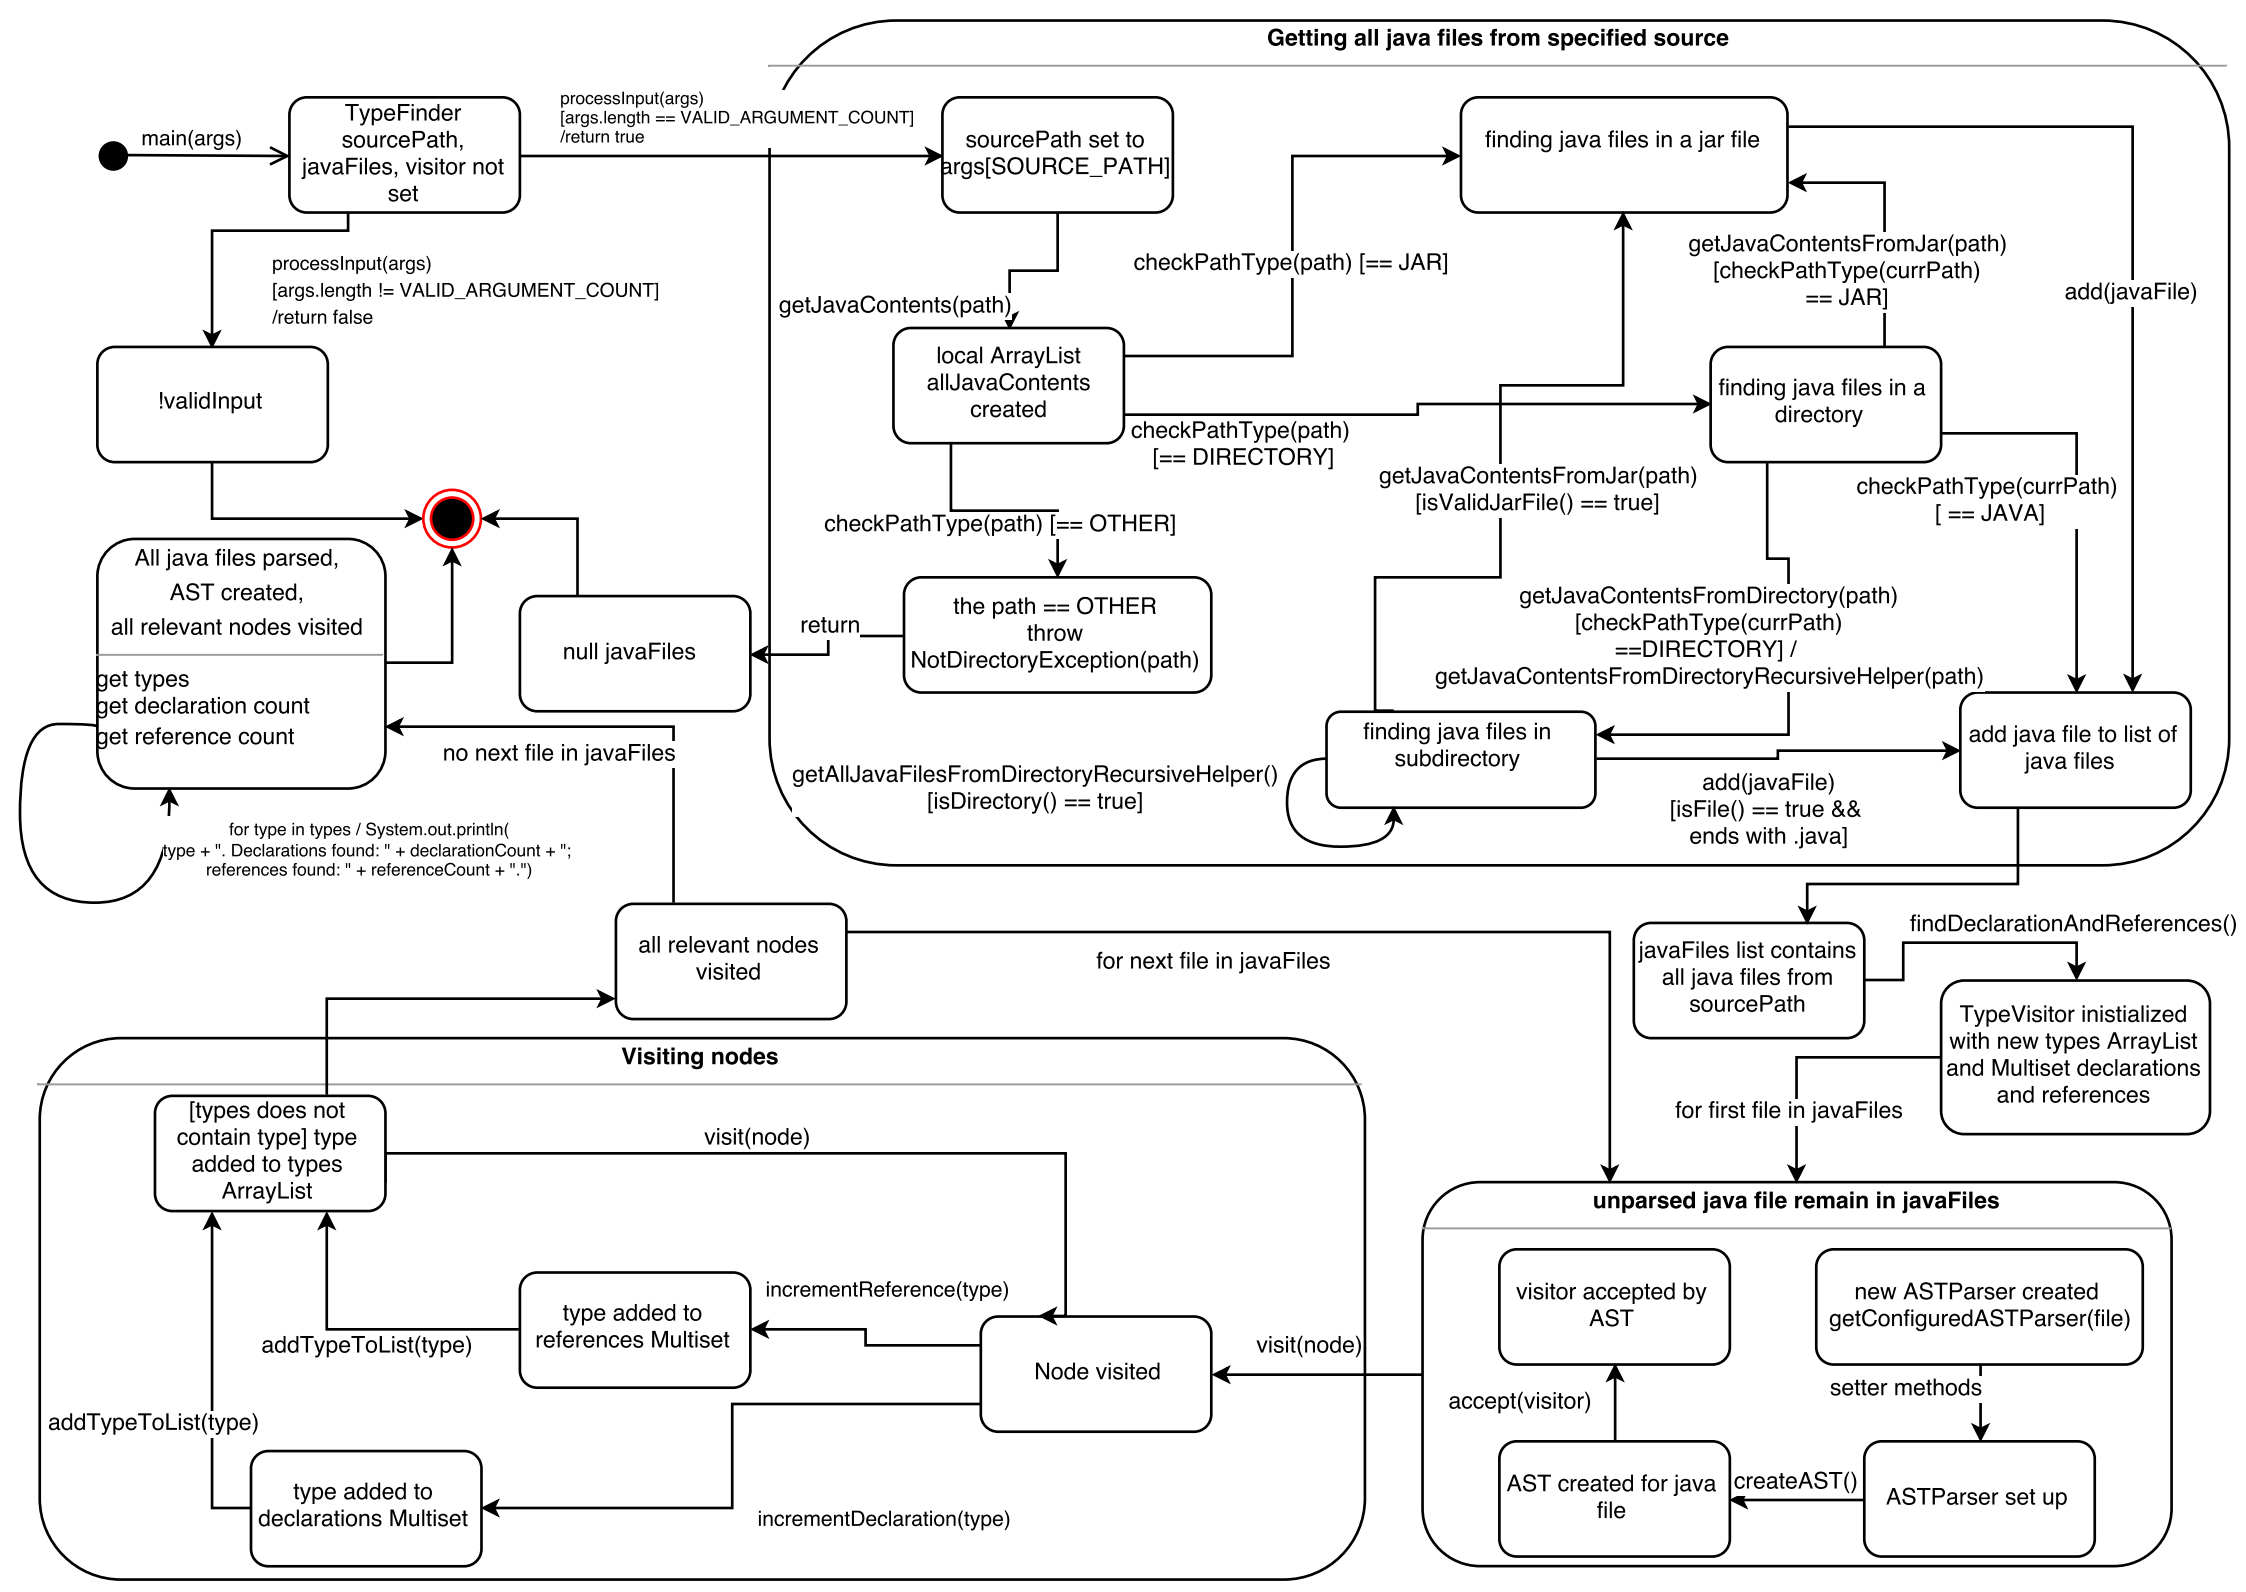 Getting all java files from specified source
main(args)
TypeFinder
sourcePath,
javaFiles, visitor not
set
processInput(args)
[args.length == VALID_ARGUMENT_COUNT]
/return true
sourcePath set to
args[SOURCE_PATH]
finding java files in a jar file
processInput(args)
[args.length != VALID_ARGUMENT_COUNT]
/return false
getJavaContents(path)
checkPathType(path) [== JAR]
getJavaContentsFromJar(path)
[checkPathType(currPath)
== JAR]
add(javaFile)
!validInput
local ArrayList
allJavaContents
created
finding java files in a
directory
checkPathType(path)
[== DIRECTORY]
getJavaContentsFromJar(path)
[isValidJarFile() == true]
checkPathType(currPath)
[ == JAVA]
checkPathType(path) [== OTHER]
All java files parsed,
AST created,
all relevant nodes visited
get types
get declaration count
get reference count
null javaFiles
return
the path == OTHER
throw
NotDirectoryException(path)
getJavaContentsFromDirectory(path)
[checkPathType(currPath)
==DIRECTORY] /
getJavaContentsFromDirectoryRecursiveHelper(path)
no next file in javaFiles
getAllJavaFilesFromDirectoryRecursiveHelper()
[isDirectory() == true]
finding java files in
subdirectory
add(javaFile)
[isFile() == true &&
ends with .java]
add java file to list of
java files
for type in types / System.out.println(
type + ". Declarations found: " + declarationCount + ";
references found: " + referenceCount + ".")
all relevant nodes
visited
for next file in javaFiles
javaFiles list contains
all java files from
sourcePath
findDeclarationAndReferences()
TypeVisitor inistialized
with new types ArrayList
and Multiset declarations
and references
for first file in javaFiles
Visiting nodes
[types does not
contain type] type
added to types
ArrayList
visit(node)
type added to
references Multiset
incrementReference(type)
addTypeToList(type)
Node visited
visit(node)
addTypeToList(type)
type added to
declarations Multiset
incrementDeclaration(type)
unparsed java file remain in javaFiles
visitor accepted by
AST
new ASTParser created
getConfiguredASTParser(file)
accept(visitor)
setter methods
AST created for java
file
createAST()
ASTParser set up